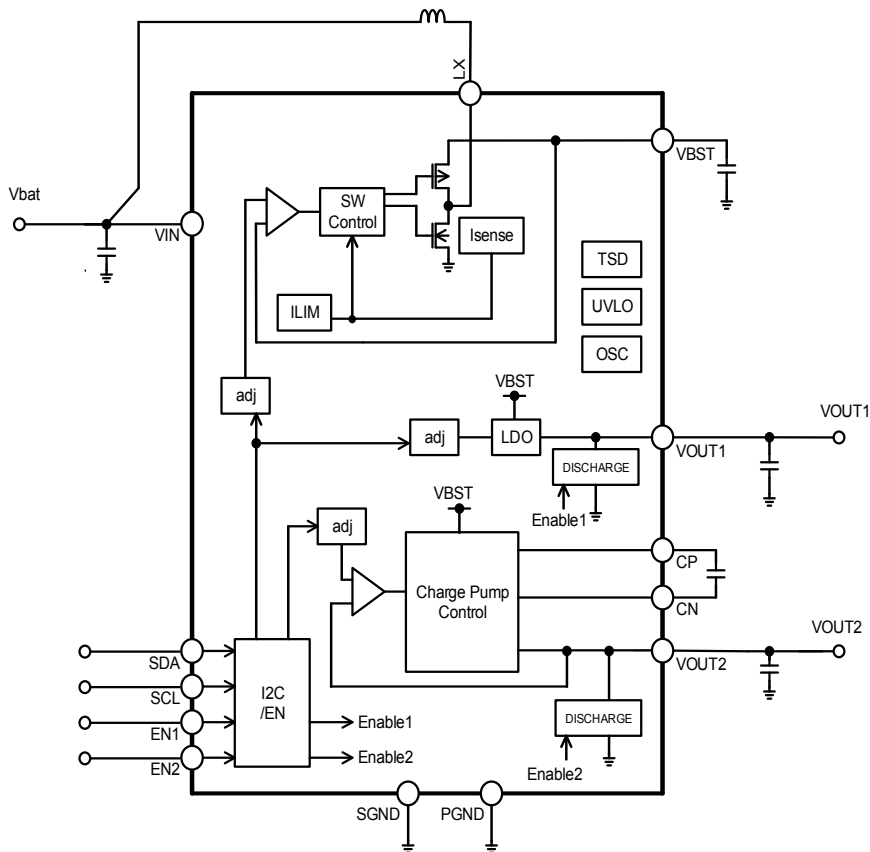 LX
VBST
Vbat
VIN
SW
Control
Isense
TSD
ILIM
UVLO
OSC
adj
VBST
VOUT1
adj
LDO
VOUT1
DISCHARGE
VBST
Enable1
adj
CP
Charge Pump
Control
CN
VOUT2
SDA
VOUT2
I2C
/EN
SCL
DISCHARGE
EN1
Enable1
EN2
Enable2
Enable2
SGND
PGND